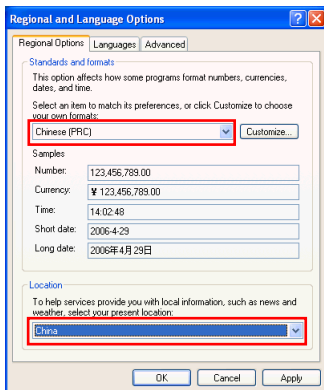 Regional and Language Options
Regional Options Languages Advanced
Standards and formats
This option affects how some programs format numbers, currencies,
dates, and time.
Select an item to match its preferences, or click Customize to choose
your own formats:
Chinese (PRC) Customize...
Samples
Number: 123,456,789.00
Currency: ¥ 123,456,789.00
Time: 14:02:48
Short date: 2006-4-29
Long date: 2006年4月29日
Location
To help services provide you with local information, such as news and
weather, select your present location:
China
OK Cancel Apply